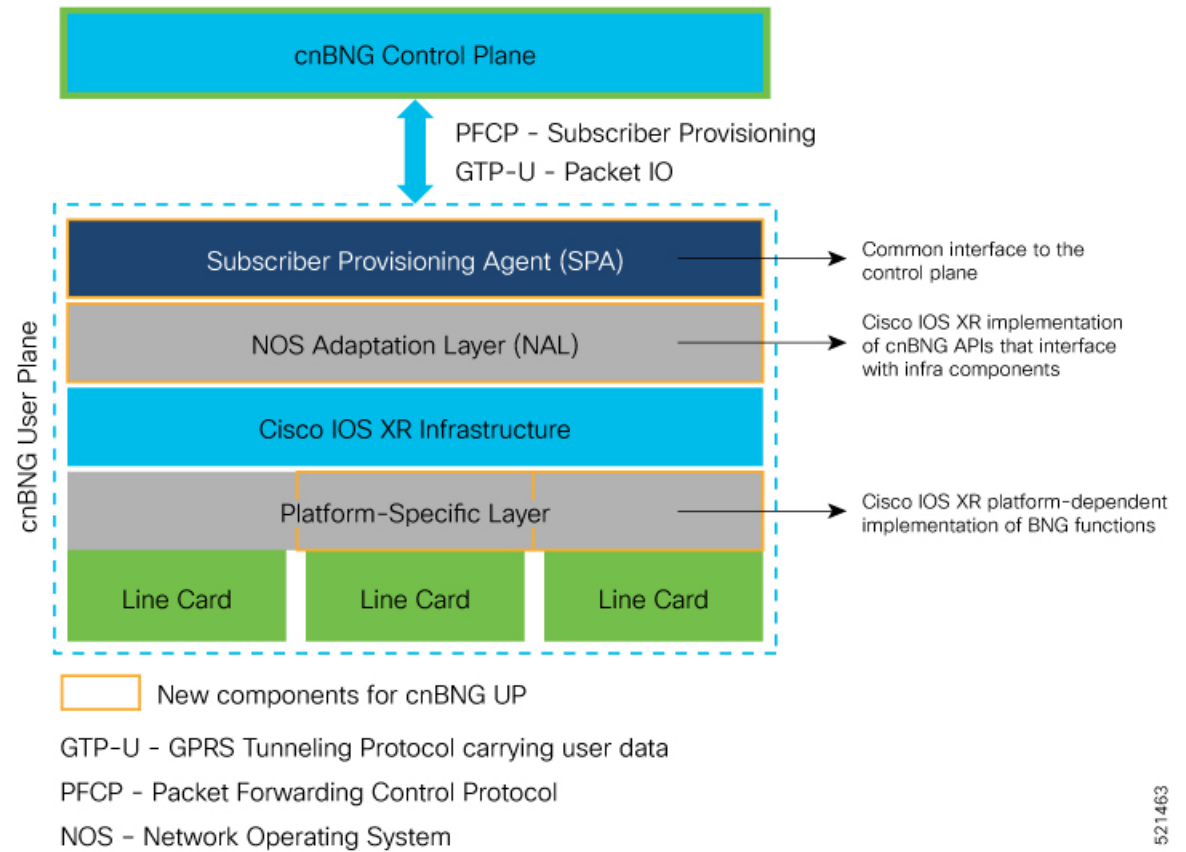 cnBNG Control Plane
PFCP - Subscriber Provisioning
GTP-U - Packet IO
cnBNG User Plane
Subscriber Provisioning Agent (SPA)
Common interface to the
control plane
NOS Adaptation Layer (NAL)
Cisco IOS XR implementation
of cnBNG APIs that interface
with infra components
Cisco IOS XR Infrastructure
Platform-Specific Layer
Cisco IOS XR platform-dependent
implementation of BNG functions
Line Card
Line Card
Line Card
New components for cnBNG UP
GTP-U - GPRS Tunneling Protocol carrying user data
PFCP - Packet Forwarding Control Protocol
NOS - Network Operating System
521463